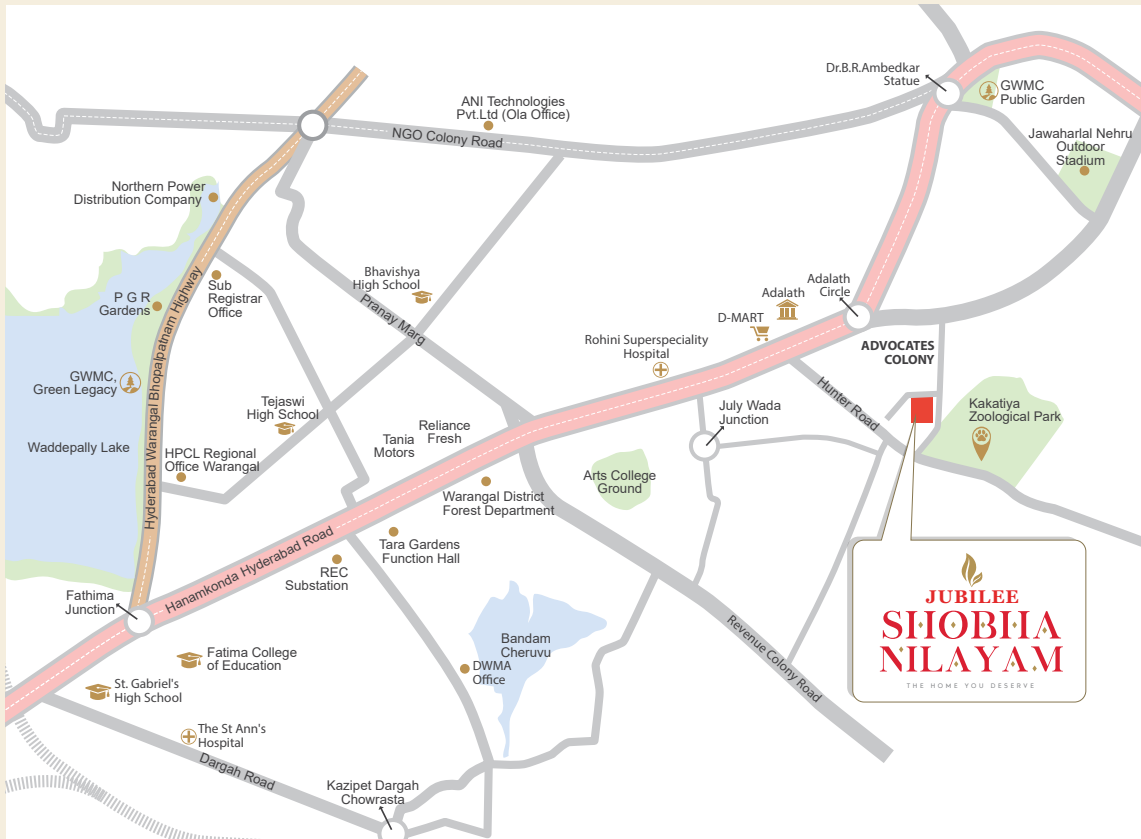 Dr.B.R.Ambedkar
Statue
GWMC
Public Garden
ANI Technologies
Pvt.Ltd (Ola Office)
NGO Colony Road
Jawaharlal Nehru
Outdoor
Stadium
Northern Power
Distribution Company
Bhavishya
High School
Sub
Registrar
Office
P G R
Gardens
Hyderabad Warangal Bhopalpatnam Highway
Pranay Marg
Adalath
Circle
Adalath
D-MART
Rohini Superspeciality
Hospital
ADVOCATES
COLONY
GWMC,
Green Legacy
Hunter Road
Kakatiya
Zoological Park
Tejaswi
High School
July Wada
Junction
Reliance
Fresh
Tania
Motors
Waddepally Lake
HPCL Regional
Office Warangal
Arts College
Ground
Warangal District
Forest Department
Hanamkonda Hyderabad Road
Tara Gardens
Function Hall
REC
Substation
Fathima
Junction
JUBILEE
SHOBHA
NILAYAM
THE HOME YOU DESERVE
Revenue Colony Road
Bandam
Cheruvu
DWMA
Office
Fatima College
of Education
St. Gabriel's
High School
The St Ann's
Hospital
Dargah Road
Kazipet Dargah
Chowrasta